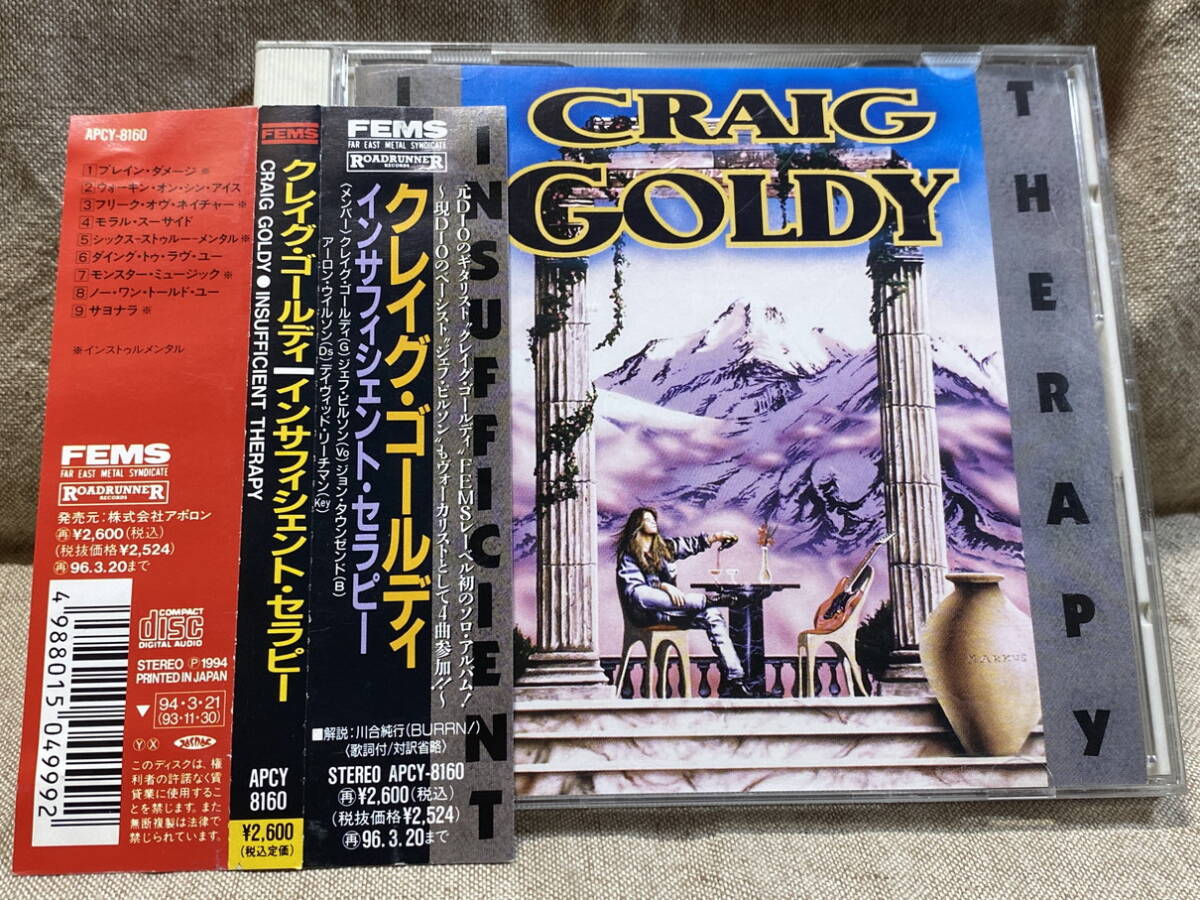 APCY-8160
1 ブレイン・ダメージ ※
2 ウォーキン・オン・シン・アイス
3 フリーク・オヴ・ネイチャー ※
4 モラル・スーサイド
5 シックス-ストゥルー-メンタル ※
6 ダイング・トゥ・ラヴ・ユー
7 モンスター・ミュージック ※
8 ノー・ワン・トールド・ユー
9 サヨナラ ※
※インストゥルメンタル
FEMS
FAR EAST METAL SYNDICATE
ROADRUNNER
RECORDS
発売元:株式会社アポロン
再¥2,600(税込)
(税抜価格¥2,524)
再96.3.20まで
4 988015 049992
COMPACT
disc
DIGITAL AUDIO
STEREO Ⓟ1994
PRINTED IN JAPAN
94・3・21
(93・11・30)
Y X
JASRAC
このディスクは、権
利者の許諾なく賃
貸業に使用するこ
とを禁じます。また
無断複製は法律で
禁じられています。
FEMS
クレイグ・ゴールディ
インサフィシェント・セラピー
CRAIG GOLDY ● INSUFFICIENT THERAPY
APCY
8160
¥2,600
(税込定価)
FEMS
FAR EAST METAL SYNDICATE
ROADRUNNER
RECORDS
元DIOのギタリスト“クレイグ・ゴールディ”FEMSレーベル初のソロ・アルバム!
〜現DIOのベーシスト“ジェフ・ピルソン”もヴォーカリストとして4曲参加!〜
クレイグ・ゴールディ
インサフィシェント・セラピー
〈メンバー〉クレイグ・ゴールディ(G)ジェフ・ピルソン(Vo)ジョン・タウンゼンド(B)
アーロン・ウイルソン(Ds)デイヴィッド・リーチマン(Key)
■解説:川合純行(BURRN!)
〈歌詞付/対訳省略〉
STEREO APCY-8160
再¥2,600(税込)
(税抜価格¥2,524)
再96.3.20まで
INSUFFICIENT
CRAIG
GOLDY
THERAPY
MARKUS